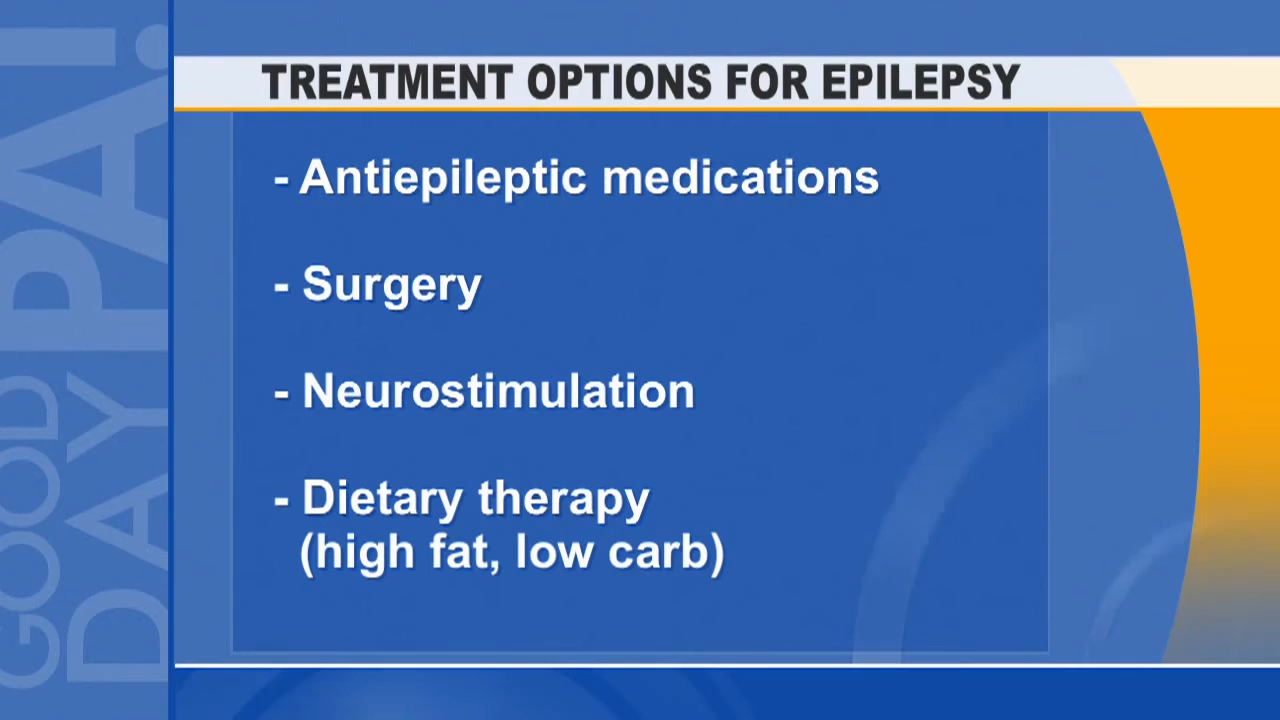 GOOD
DAY
PA!
TREATMENT OPTIONS FOR EPILEPSY
- Antiepileptic medications
- Surgery
- Neurostimulation
- Dietary therapy
(high fat, low carb)